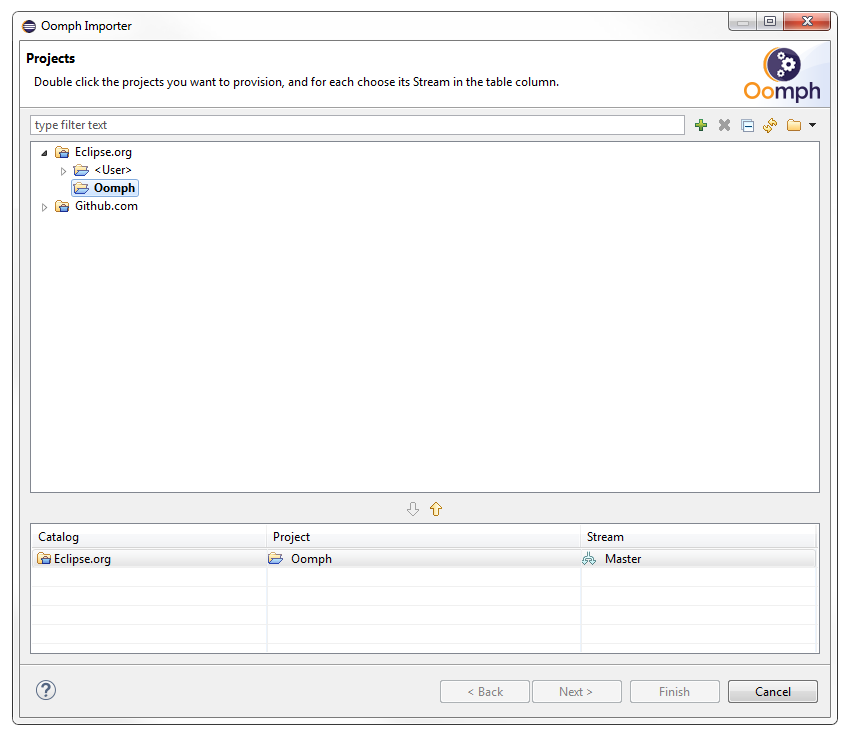 Oomph Importer
Projects
Double click the projects you want to provision, and for each choose its Stream in the table column.
Oomph
type filter text
Eclipse.org
<User>
Oomph
Github.com
Catalog Project Stream
Eclipse.org Oomph Master
?
< Back Next > Finish Cancel